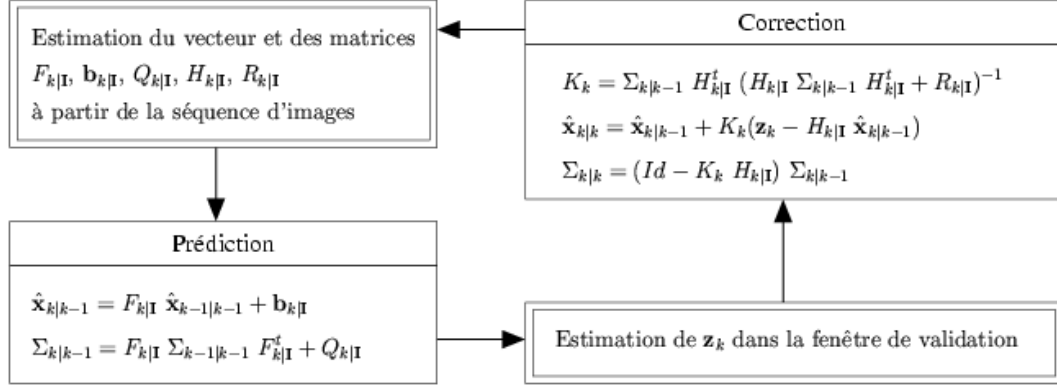 Estimation du vecteur et des matrices
F_{k|I}, b_{k|I}, Q_{k|I}, H_{k|I}, R_{k|I}
à partir de la séquence d'images
Prédiction
x̂_{k|k−1} = F_{k|I} x̂_{k−1|k−1} + b_{k|I}
Σ_{k|k−1} = F_{k|I} Σ_{k−1|k−1} F^t_{k|I} + Q_{k|I}
Estimation de z_k dans la fenêtre de validation
Correction
K_k = Σ_{k|k−1} H^t_{k|I} (H_{k|I} Σ_{k|k−1} H^t_{k|I} + R_{k|I})^{−1}
x̂_{k|k} = x̂_{k|k−1} + K_k(z_k − H_{k|I} x̂_{k|k−1})
Σ_{k|k} = (Id − K_k H_{k|I}) Σ_{k|k−1}